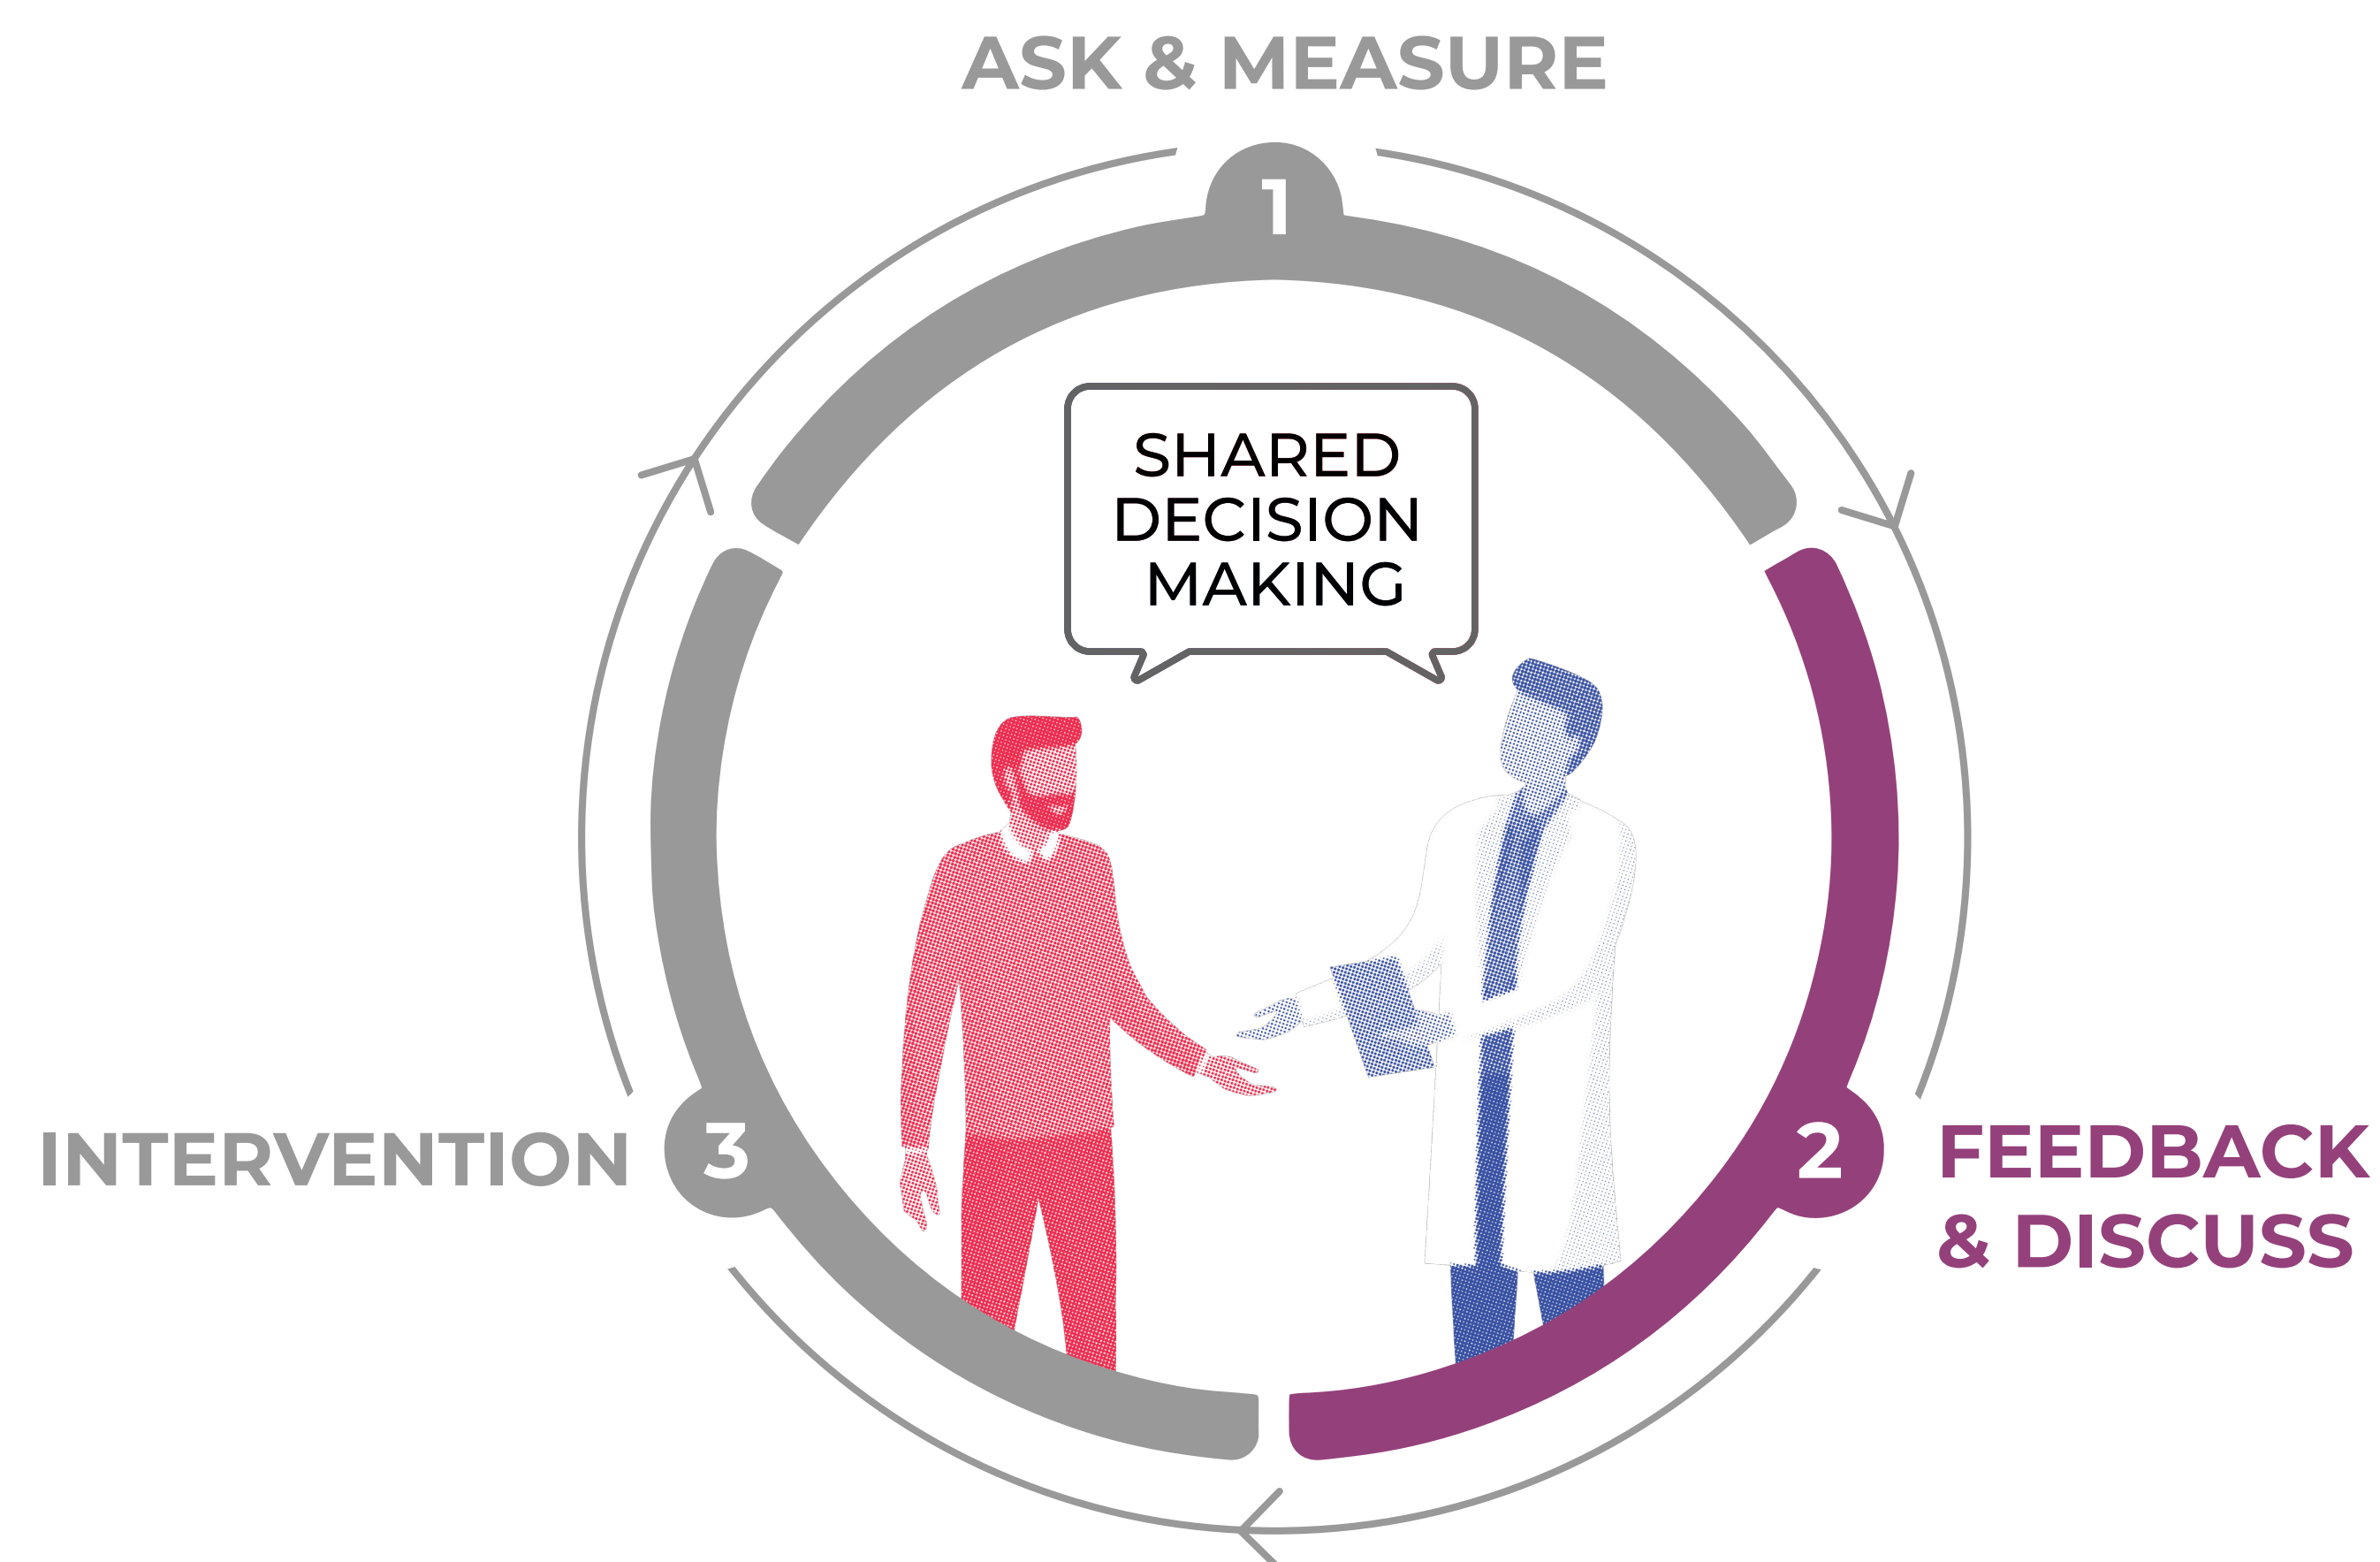 ASK & MEASURE
1
SHARED
DECISION
MAKING
INTERVENTION
3
2
FEEDBACK
& DISCUSS